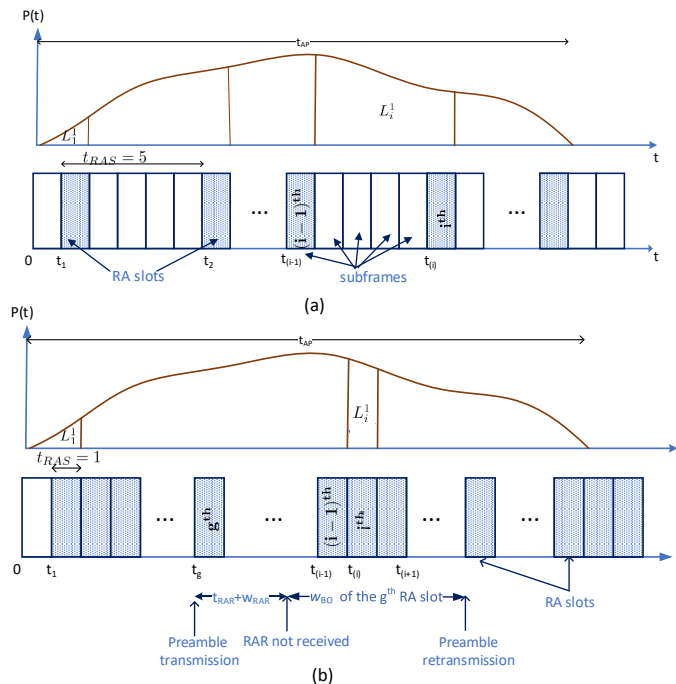 P(t)
t_AP
L_1^1
L_i^1
t
t_RAS = 5
(i − 1)^th
i^th
...
...
0
t_1
t_2
t_(i-1)
t_(i)
t
RA slots
subframes
(a)
P(t)
t_AP
L_1^1
L_i^1
t_RAS = 1
g^th
(i − 1)^th
i^th
...
...
...
...
0
t_1
t_g
t_(i-1)
t_(i)
t_(i+1)
t_RAR+w_RAR
w_BO of the g^th RA slot
RA slots
Preamble
transmission
RAR not received
Preamble
retransmission
(b)